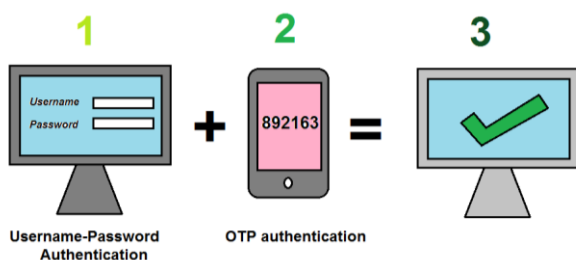 1
2
3
Username
Password
+
892163
=
Username-Password
Authentication
OTP authentication